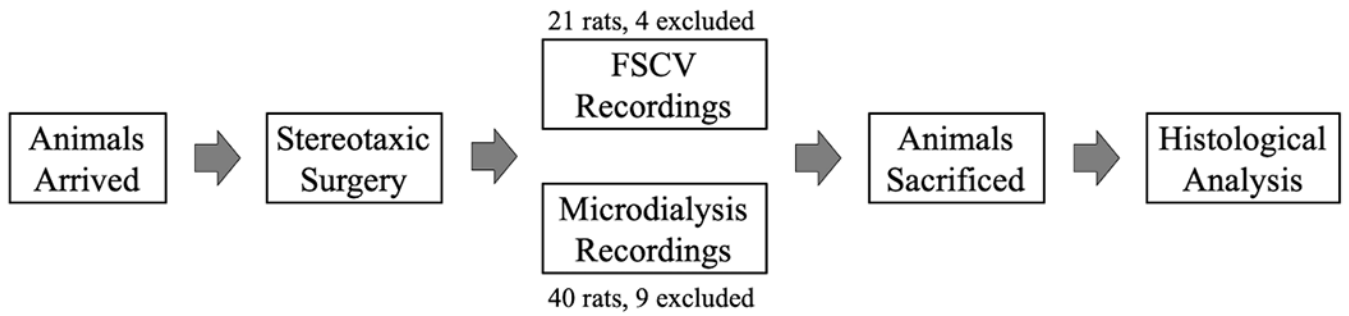 Animals
Arrived
Stereotaxic
Surgery
21 rats, 4 excluded
FSCV
Recordings
Microdialysis
Recordings
40 rats, 9 excluded
Animals
Sacrificed
Histological
Analysis